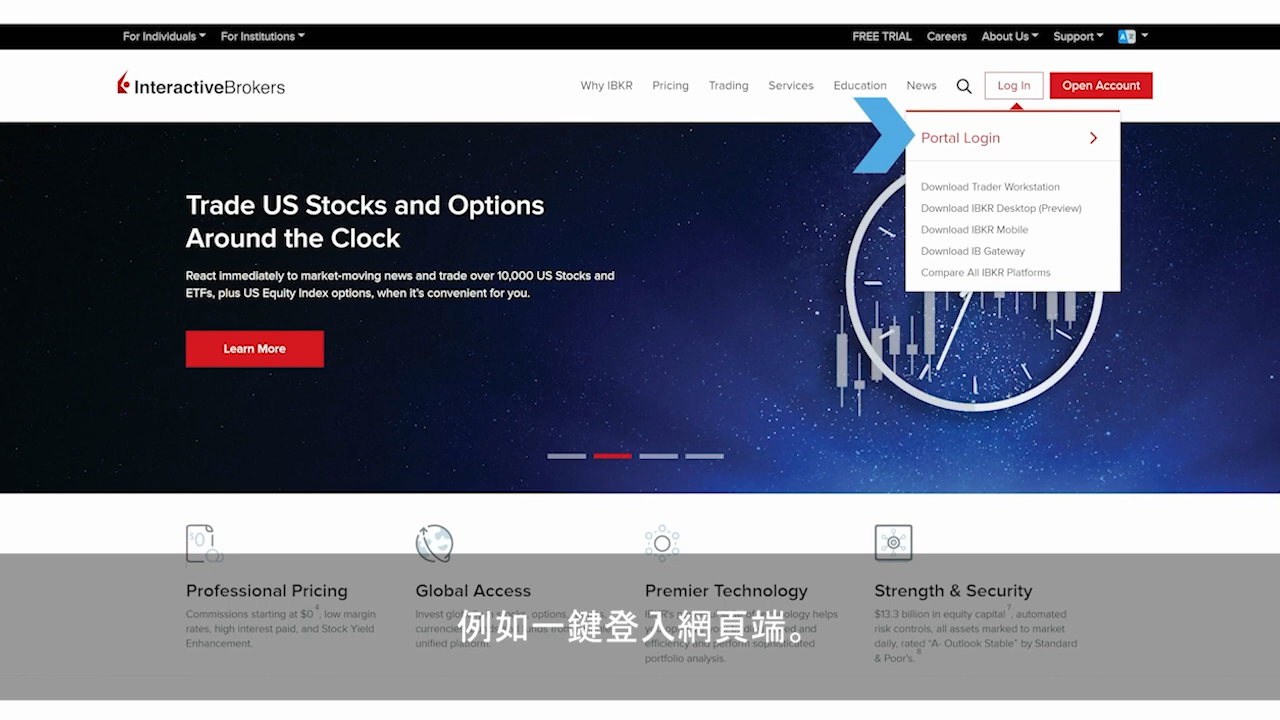 For Individuals For Institutions FREE TRIAL Careers About Us Support
InteractiveBrokers Why IBKR Pricing Trading Services Education News Log In Open Account
Portal Login
Download Trader Workstation
Download IBKR Desktop (Preview)
Download IBKR Mobile
Download IB Gateway
Compare All IBKR Platforms
Trade US Stocks and Options
Around the Clock
React immediately to market-moving news and trade over 10,000 US Stocks and
ETFs, plus US Equity Index options, when it's convenient for you.
Learn More
Professional Pricing
Commissions starting at $0 4, low margin
rates, high interest paid, and Stock Yield
Enhancement.
Global Access
Invest stocks, options,
unified platform.
Premier Technology
helps
efficiency and perform sophisticated
portfolio analysis.
Strength & Security
$13.3 billion in equity capital 7, automated
risk controls, all assets marked to market
daily, rated "A- Outlook Stable" by Standard
& Poor's. 8
例如一鍵登入網頁端。